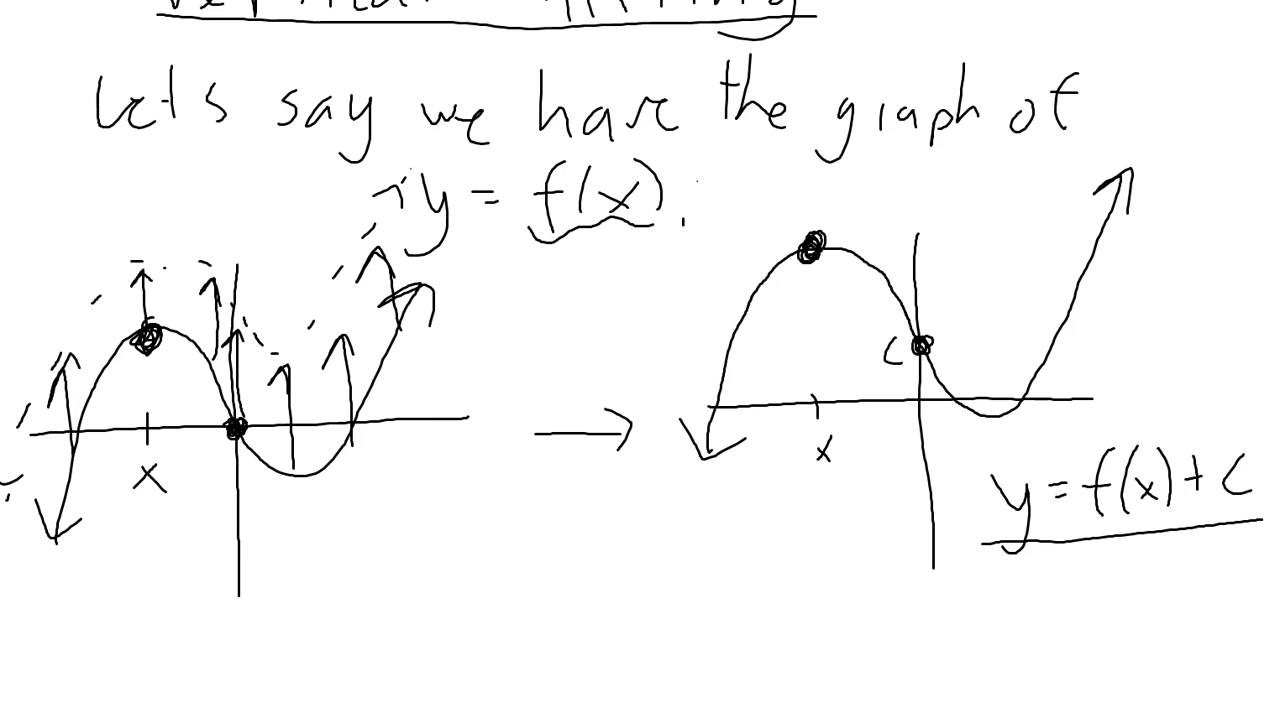 Let's say we have the graph of
y = f(x).
x
c
x
y = f(x) + c